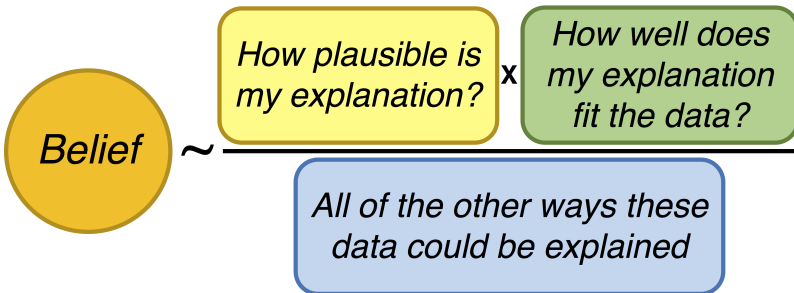 Belief
~
How plausible is
my explanation?
x
How well does
my explanation
fit the data?
All of the other ways these
data could be explained